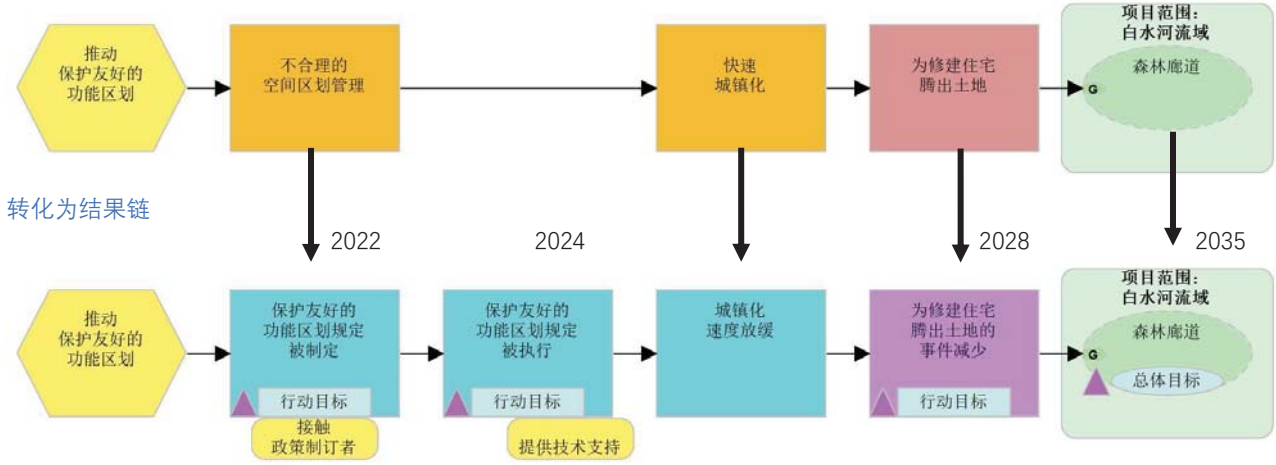 推动
保护友好的
功能区划
不合理的
空间区划管理
快速
城镇化
为修建住宅
腾出土地
项目范围：
白水河流域
森林廊道
G
转化为结果链
2022
2024
2028
2035
推动
保护友好的
功能区划
保护友好的
功能区划规定
被制定
行动目标
接触
政策制订者
保护友好的
功能区划规定
被执行
行动目标
提供技术支持
城镇化
速度放缓
为修建住宅
腾出土地的
事件减少
行动目标
项目范围：
白水河流域
森林廊道
G
总体目标